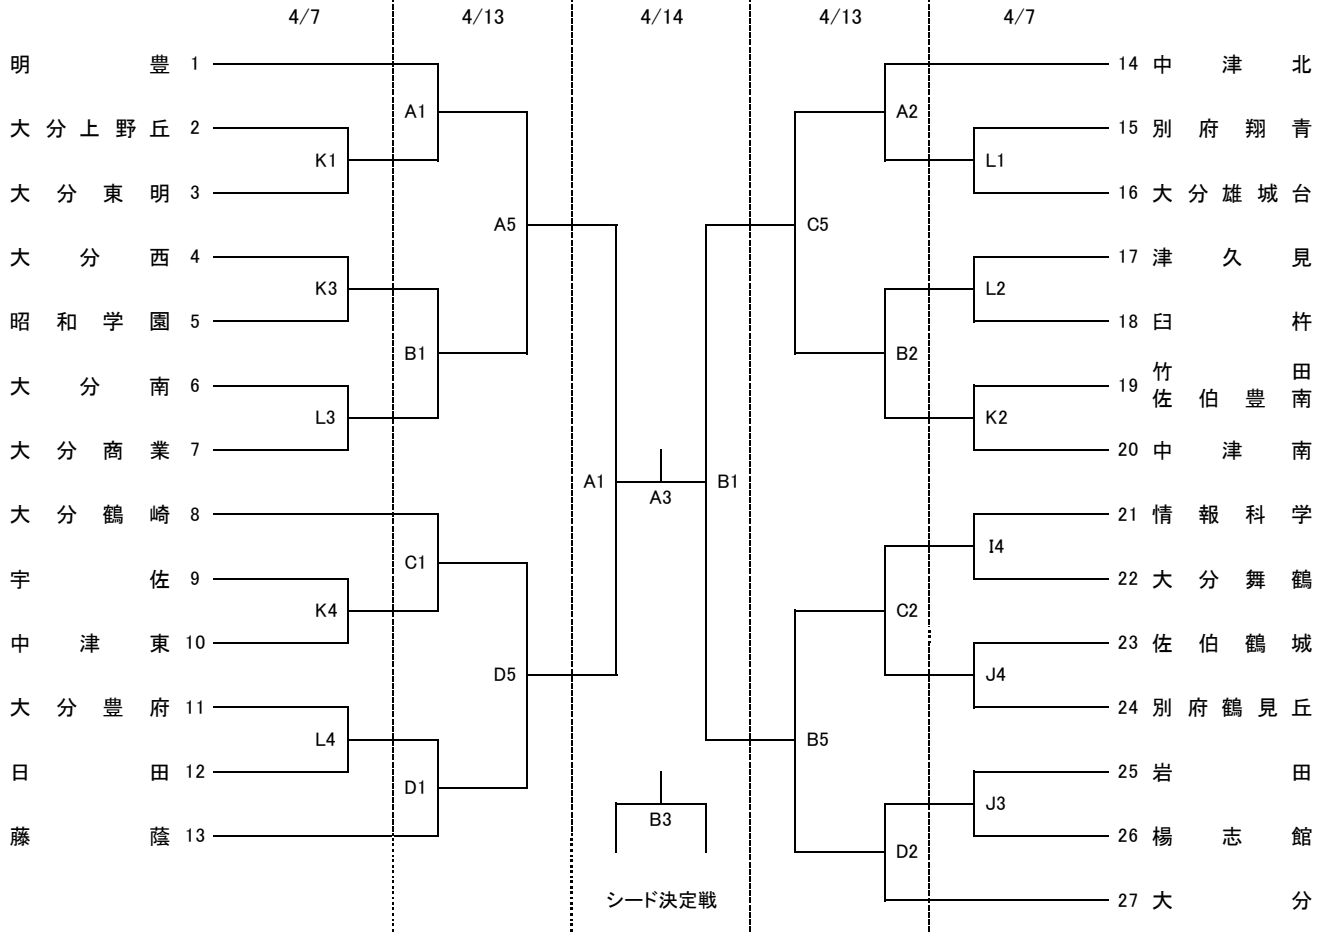 4/7 4/13 4/14 4/13 4/7
明豊 1
14 中津北
A1
A2
大分上野丘 2
15 別府翔青
K1
L1
大分東明 3
16 大分雄城台
A5
C5
大分西 4
17 津久見
K3
L2
昭和学園 5
18 臼杵
B1
B2
大分南 6
19 竹田
佐伯豊南
L3
K2
大分商業 7
20 中津南
A1
A3
B1
大分鶴崎 8
21 情報科学
C1
I4
宇佐 9
22 大分舞鶴
K4
C2
中津東 10
23 佐伯鶴城
D5
J4
大分豊府 11
24 別府鶴見丘
L4
B5
日田 12
25 岩田
D1
J3
B3
藤蔭 13
26 楊志館
D2
シード決定戦
27 大分